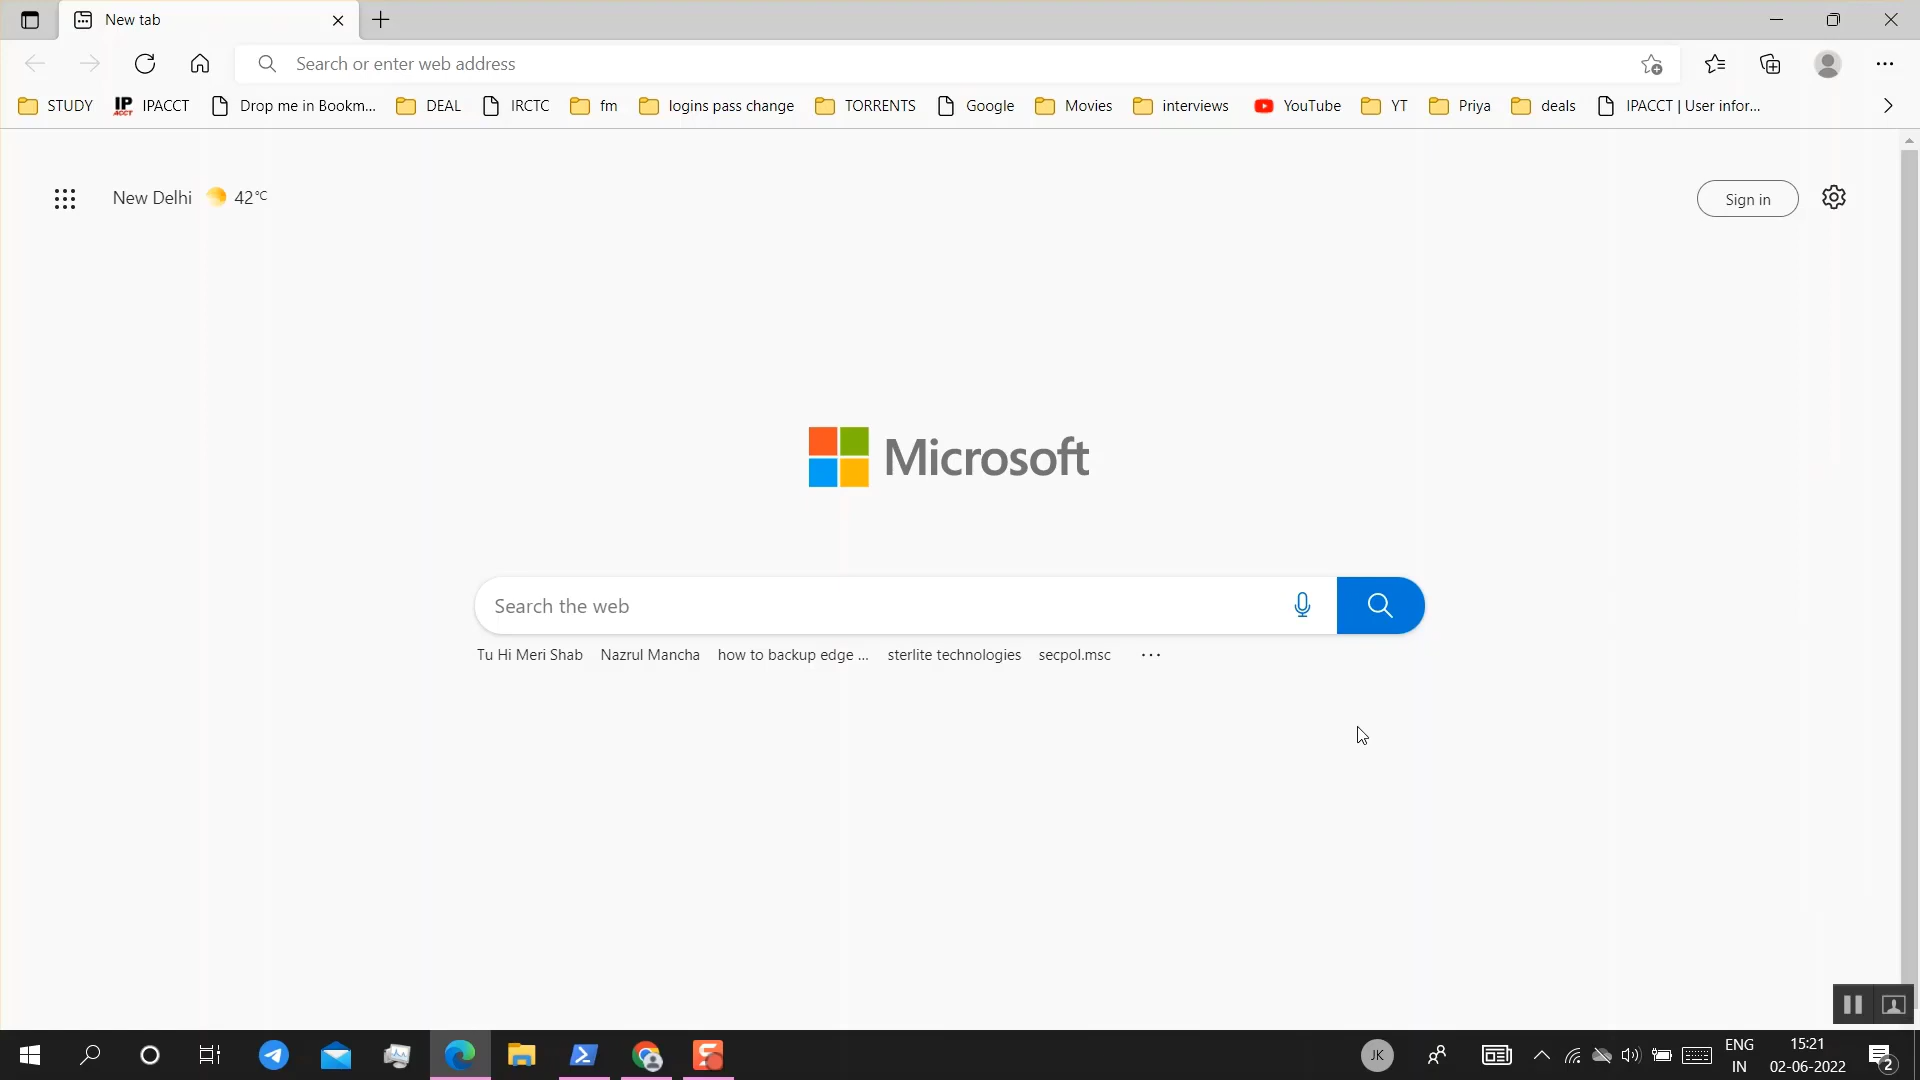 New tab
Search or enter web address
STUDY IPACCT Drop me in Bookm... DEAL IRCTC fm logins pass change TORRENTS Google Movies interviews YouTube YT Priya deals IPACCT | User infor...
New Delhi 42°C
Sign in
Microsoft
Search the web
Tu Hi Meri Shab Nazrul Mancha how to backup edge ... sterlite technologies secpol.msc ...
JK
ENG
IN
15:21
02-06-2022
2